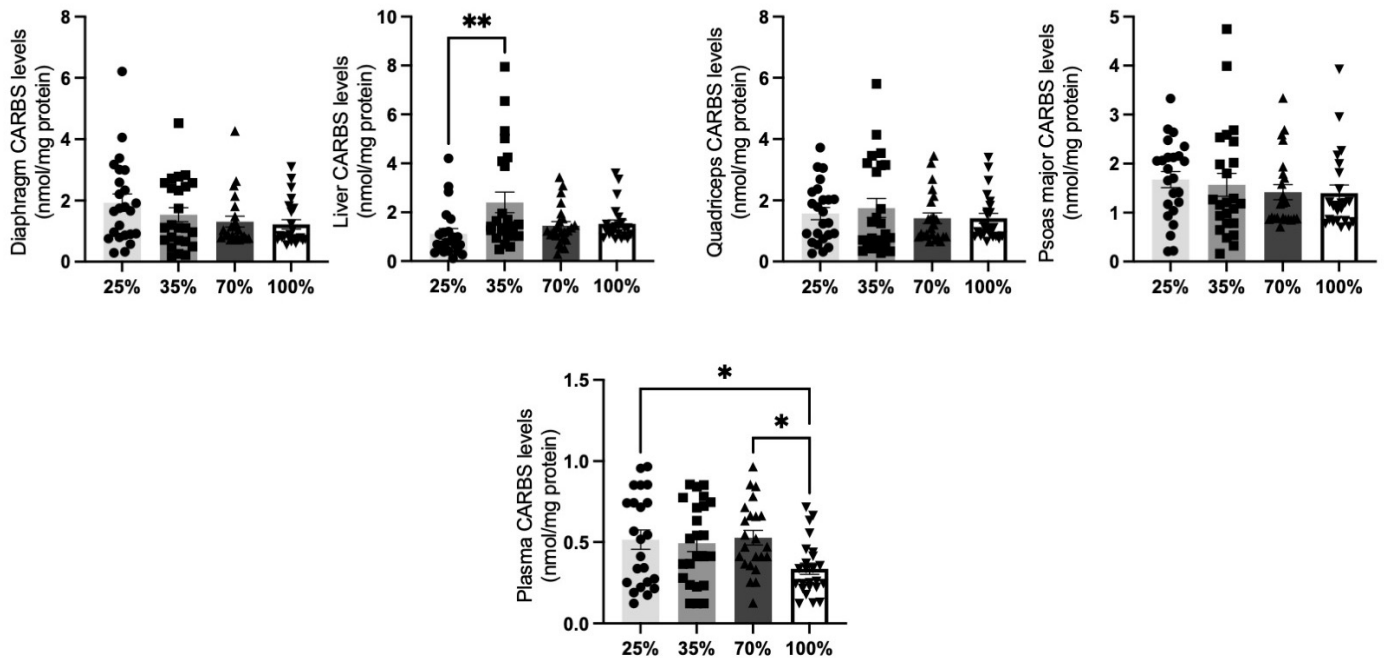 Diaphragm CARBS levels
(nmol/mg protein)
8
6
4
2
0
25% 35% 70% 100%
Liver CARBS levels
(nmol/mg protein)
10
8
6
4
2
0
**
25% 35% 70% 100%
Quadriceps CARBS levels
(nmol/mg protein)
8
6
4
2
0
25% 35% 70% 100%
Psoas major CARBS levels
(nmol/mg protein)
5
4
3
2
1
0
25% 35% 70% 100%
Plasma CARBS levels
(nmol/mg protein)
1.5
1.0
0.5
0.0
*
*
25% 35% 70% 100%